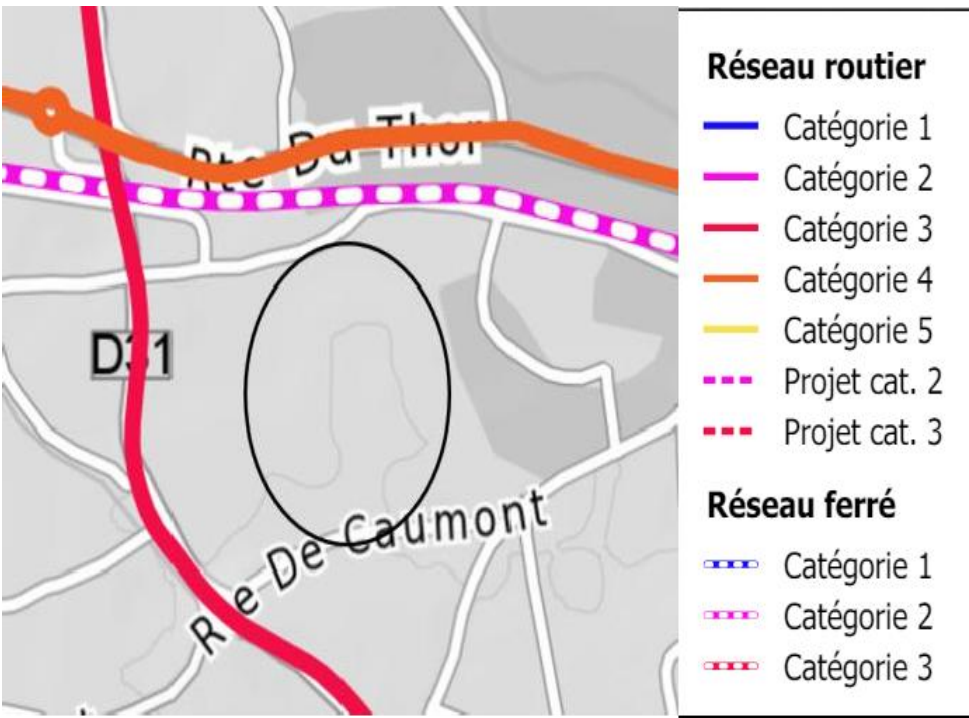 Rte Du Thor
D31
Rte De Caumont
Réseau routier
Catégorie 1
Catégorie 2
Catégorie 3
Catégorie 4
Catégorie 5
Projet cat. 2
Projet cat. 3
Réseau ferré
Catégorie 1
Catégorie 2
Catégorie 3